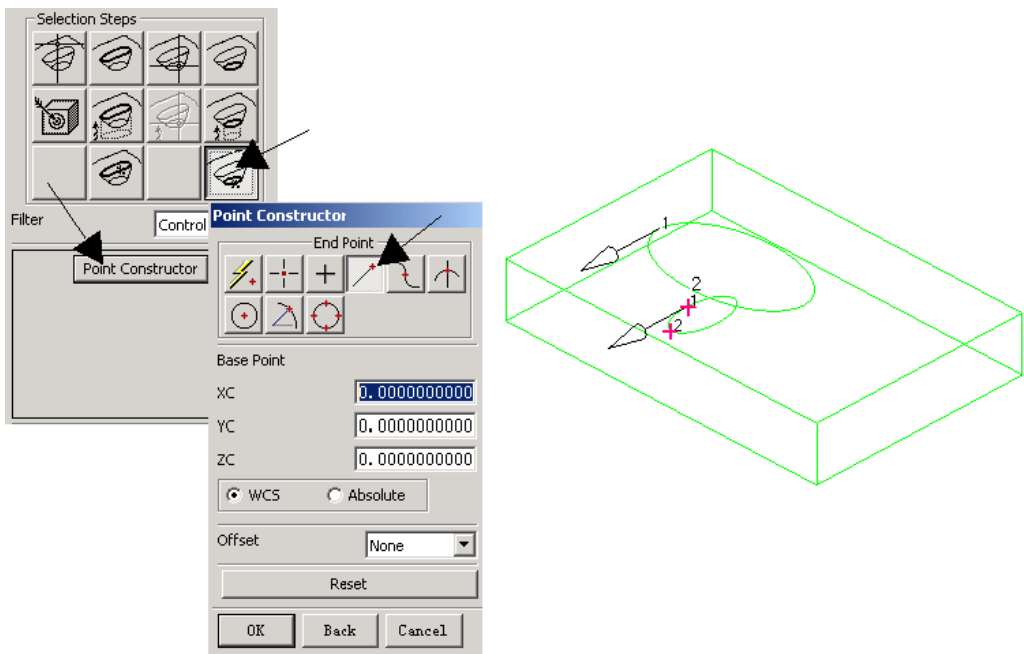 Selection Steps
Filter
Control
Point Constructor
Point Constructor
End Point
Base Point
XC
0.0000000000
YC
0.0000000000
ZC
0.0000000000
WCS
Absolute
Offset
None
Reset
OK
Back
Cancel
1
2
1
2